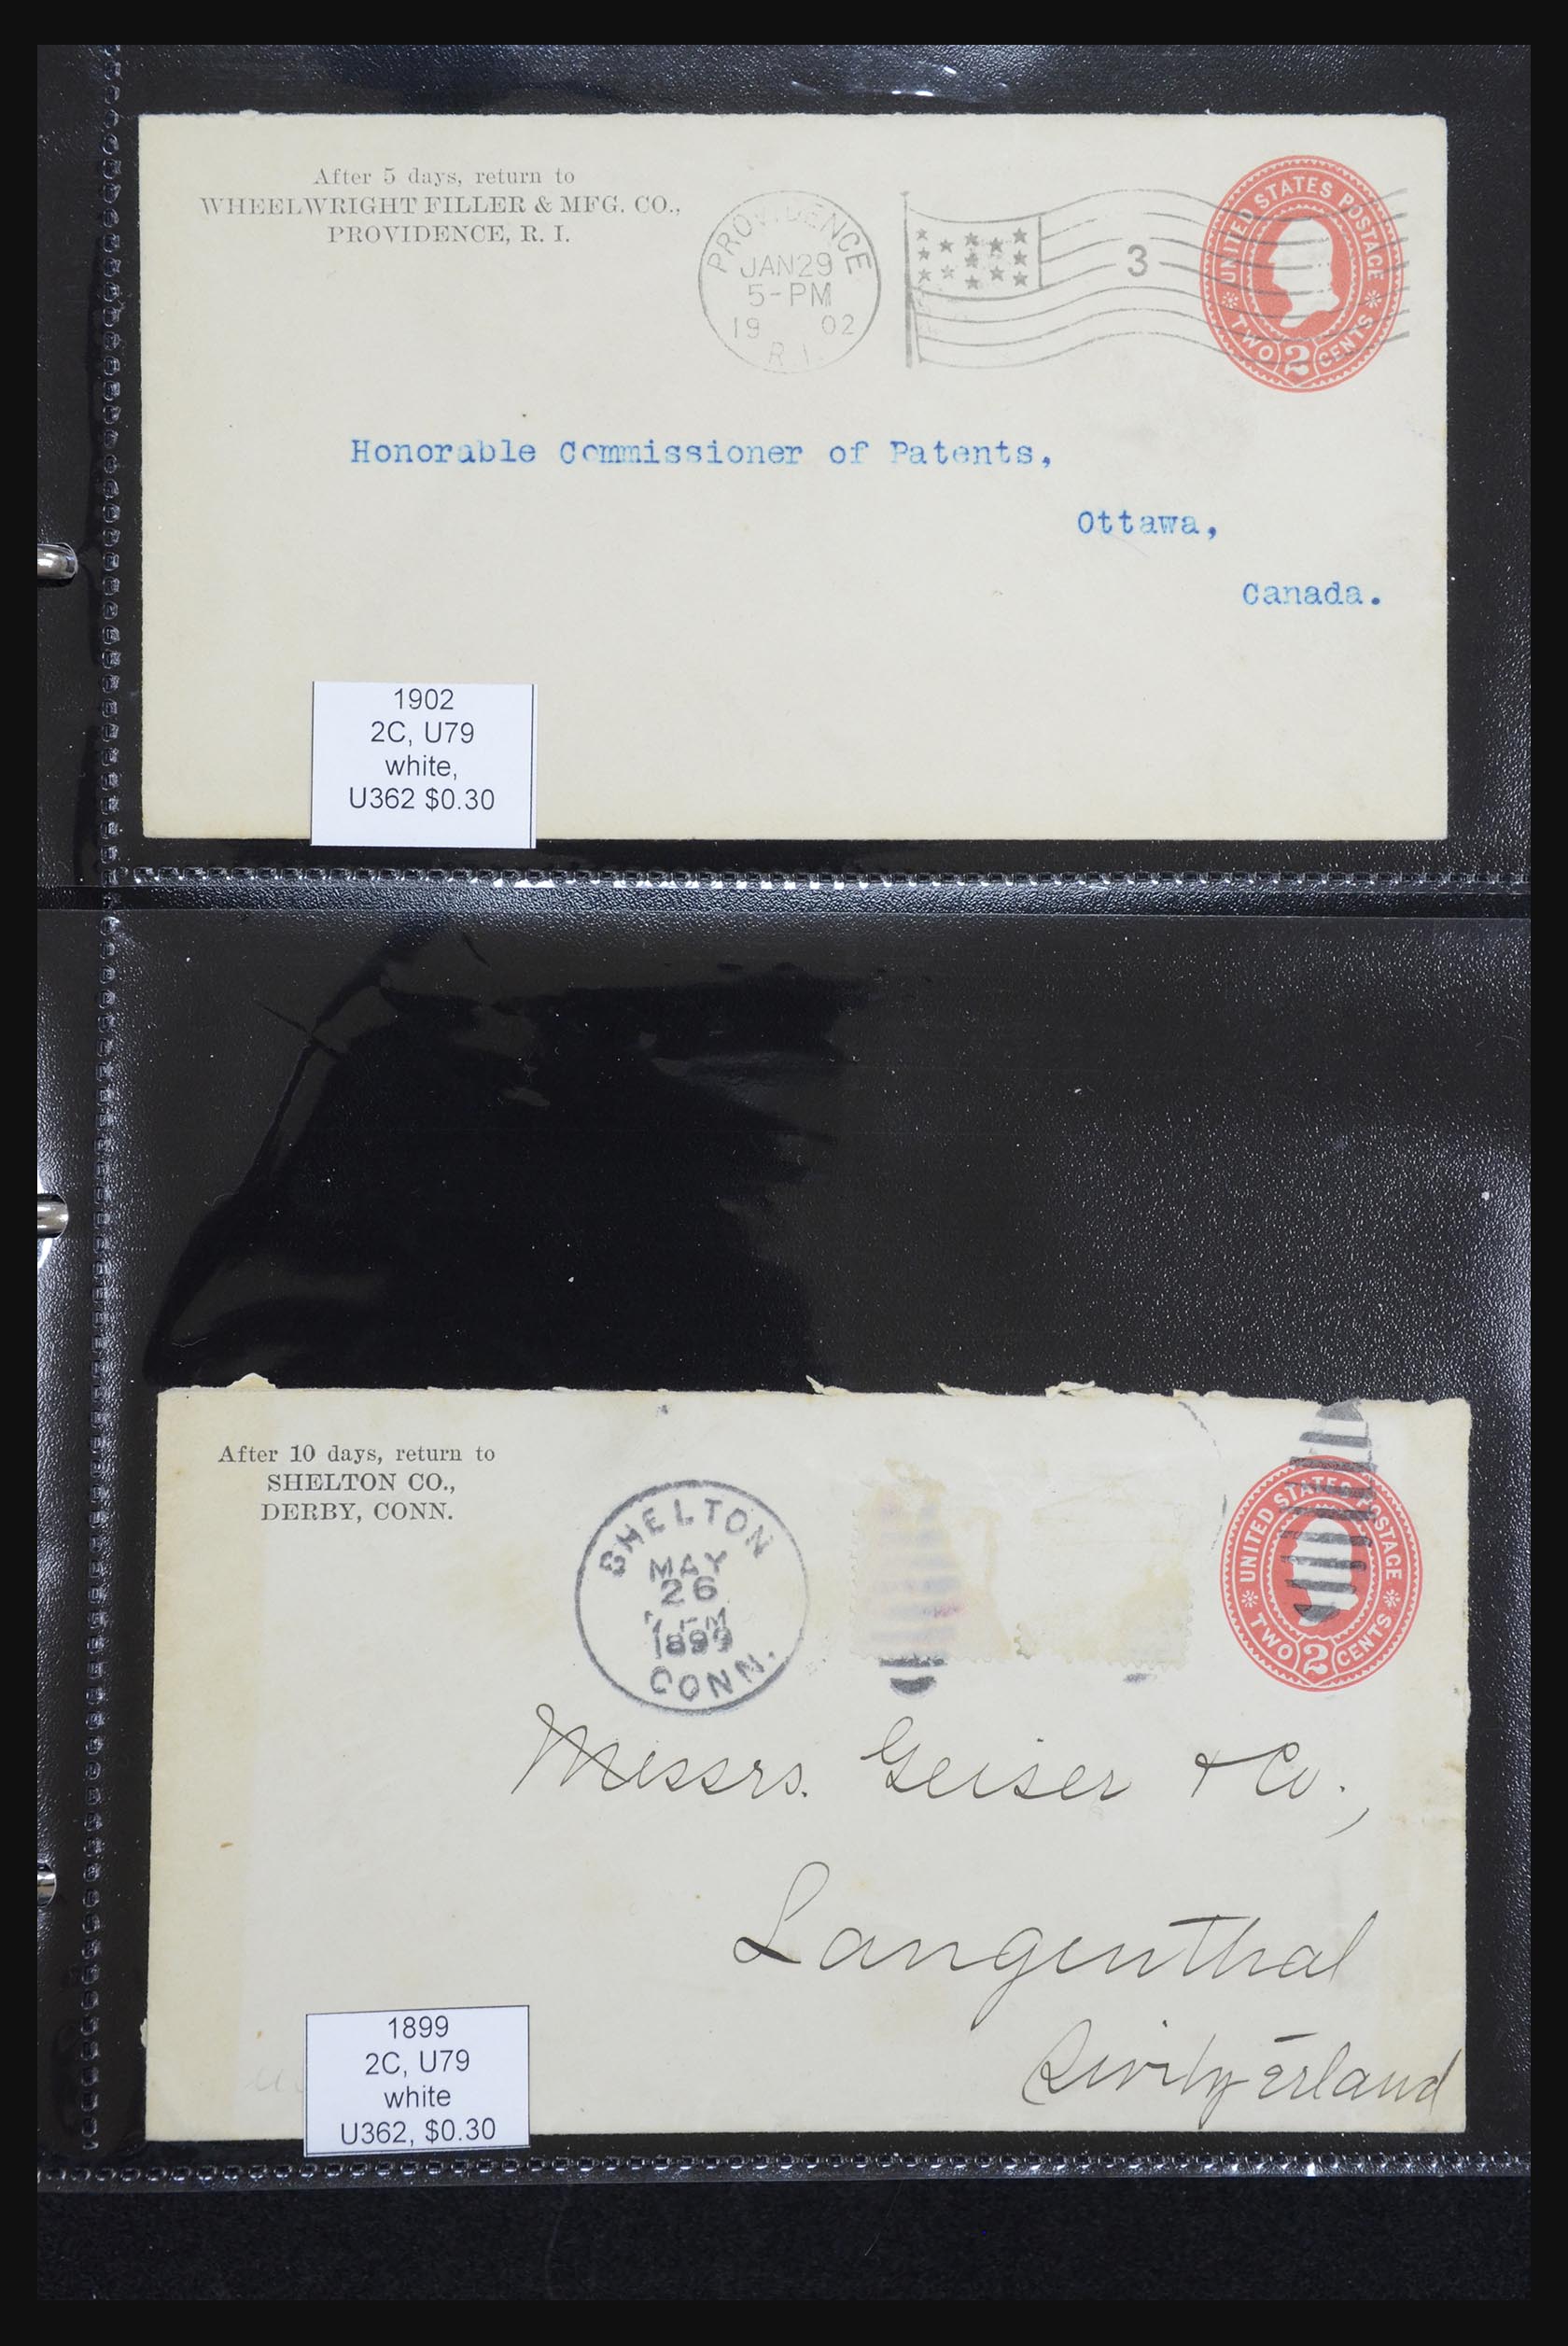 After 5 days, return to
WHEELWRIGHT FILLER & MFG. CO.,
PROVIDENCE, R. I.
PROVIDENCE
JAN 29
5-PM
19 02
R.I.
3
UNITED STATES POSTAGE
TWO 2 CENTS
Honorable Commissioner of Patents,
Ottawa,
Canada.
1902
2C, U79
white,
U362 $0.30
After 10 days, return to
SHELTON CO.,
DERBY, CONN.
SHELTON
MAY
26
1899
CONN.
UNITED STATES POSTAGE
TWO 2 CENTS
Messrs. Geiser & Co.,
Langenthal
Switzerland
1899
2C, U79
white
U362, $0.30